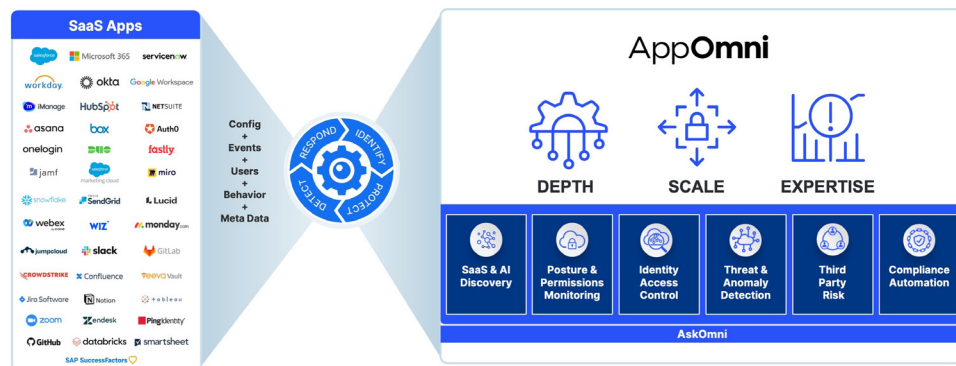 SaaS Apps
salesforce Microsoft 365 servicenow
workday. okta Google Workspace
iManage HubSpot NETSUITE
asana box Auth0
onelogin DUO fastly
jamf salesforce marketing cloud miro
snowflake SendGrid Lucid
webex by CISCO WIZ monday.com
jumpcloud slack GitLab
CROWDSTRIKE Confluence Veeva Vault
Jira Software Notion + a b l e a u
zoom zendesk PingIdentity
GitHub databricks smartsheet
SAP SuccessFactors
Config
+
Events
+
Users
+
Behavior
+
Meta Data
RESPOND
IDENTIFY
PROTECT
DETECT
AppOmni
DEPTH
SCALE
EXPERTISE
SaaS & AI
Discovery
Posture &
Permissions
Monitoring
Identity
Access
Control
Threat &
Anomaly
Detection
Third
Party
Risk
Compliance
Automation
AskOmni